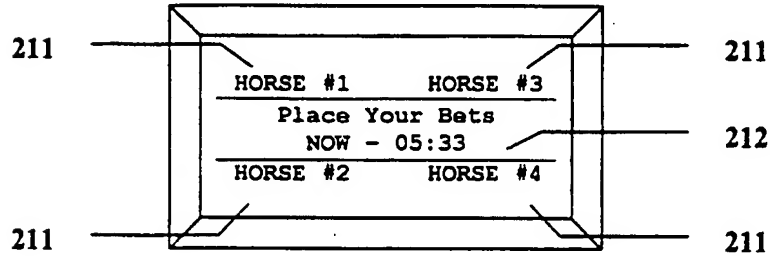 211 211
HORSE #1 HORSE #3
Place Your Bets
NOW - 05:33
212
HORSE #2 HORSE #4
211 211